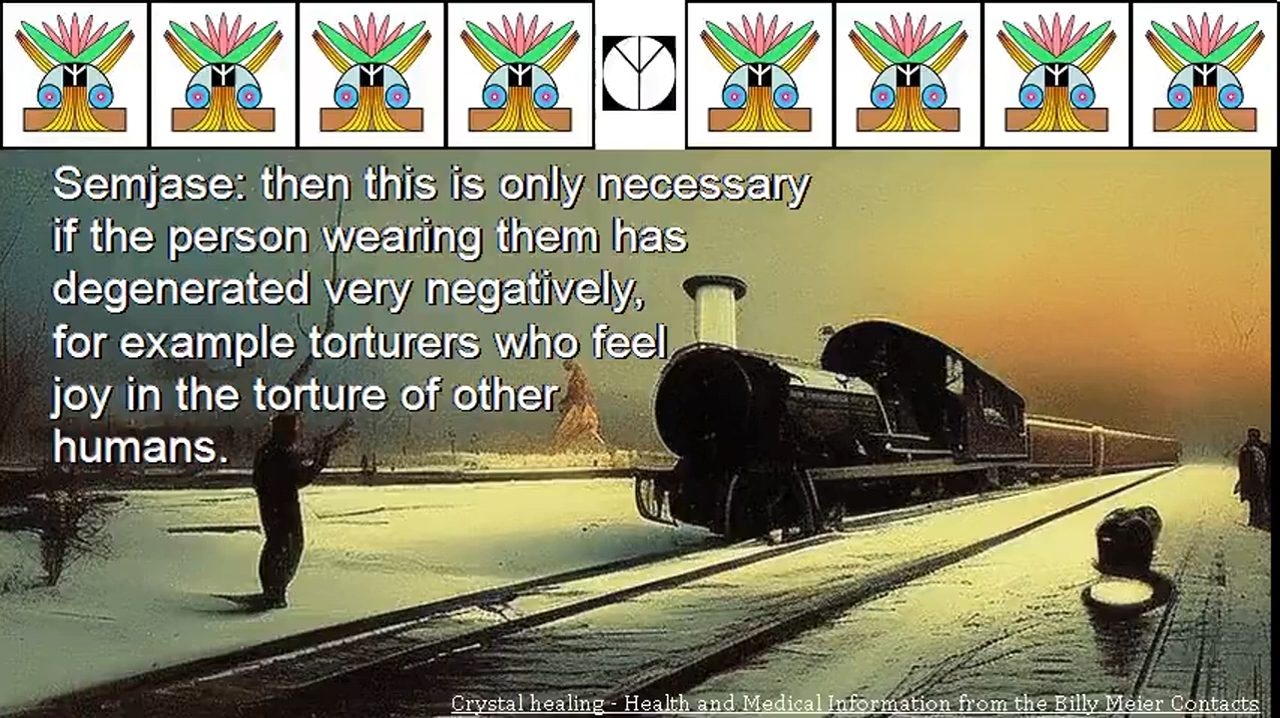 Semjase: then this is only necessary
if the person wearing them has
degenerated very negatively,
for example torturers who feel
joy in the torture of other
humans.
Crystal healing - Health and Medical Information from the Billy Meier Contacts